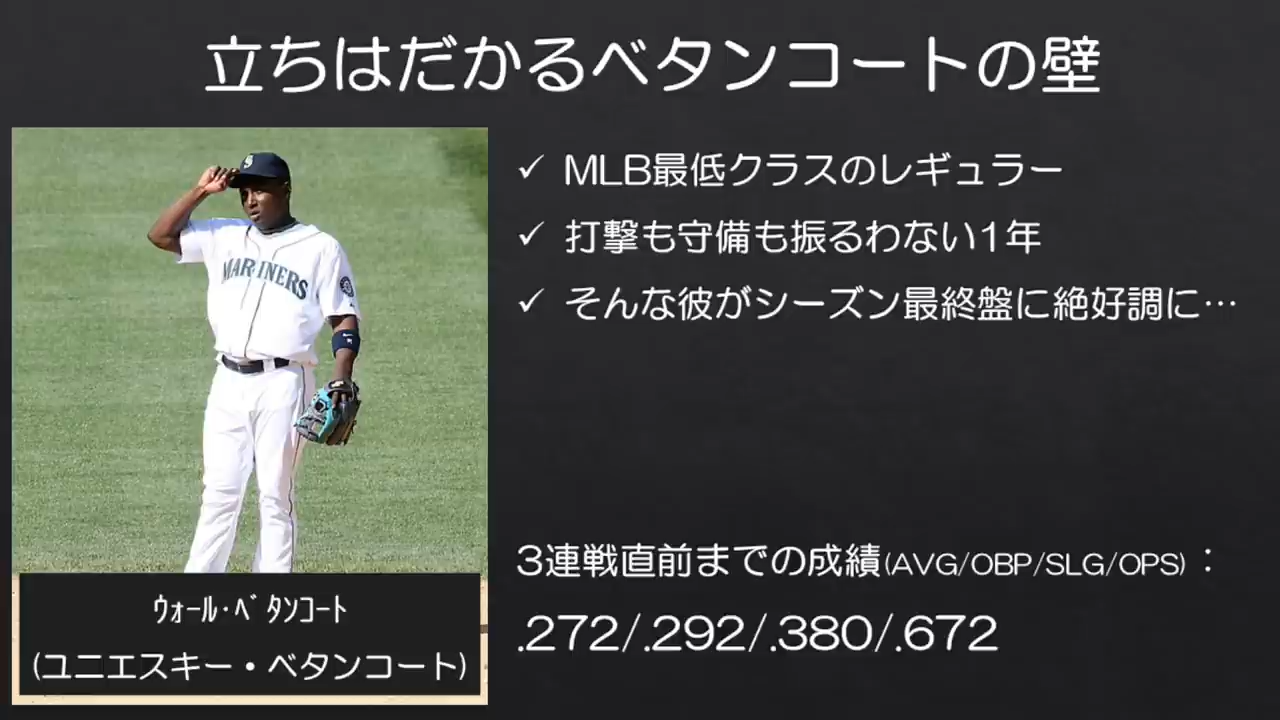 立ちはだかるベタンコートの壁
✓ MLB最低クラスのレギュラー
✓ 打撃も守備も振るわない1年
✓ そんな彼がシーズン最終盤に絶好調に…
MARINERS
3連戦直前までの成績(AVG/OBP/SLG/OPS)：
.272/.292/.380/.672
ｳｫｰﾙ･ﾍﾞﾀﾝｺｰﾄ
(ユニエスキー・ベタンコート)